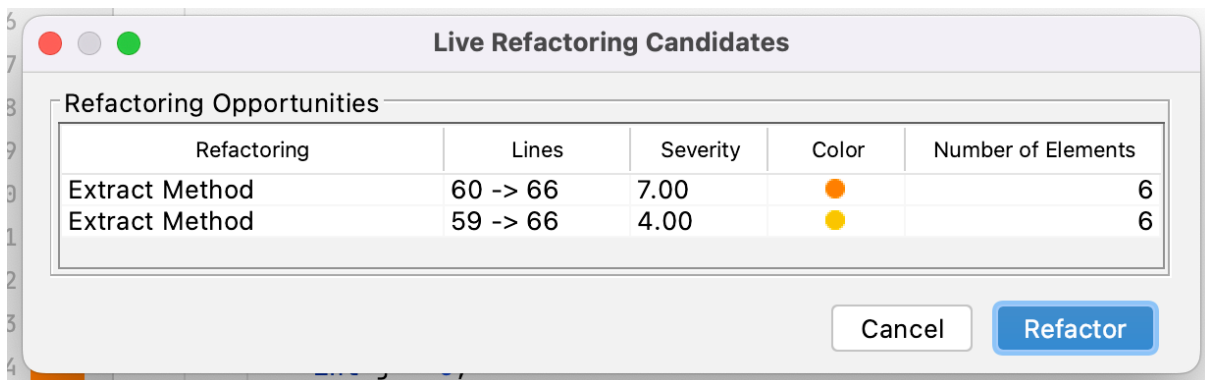 Live Refactoring Candidates
Refactoring Opportunities
Refactoring Lines Severity Color Number of Elements
Extract Method 60 -> 66 7.00 6
Extract Method 59 -> 66 4.00 6
Cancel Refactor